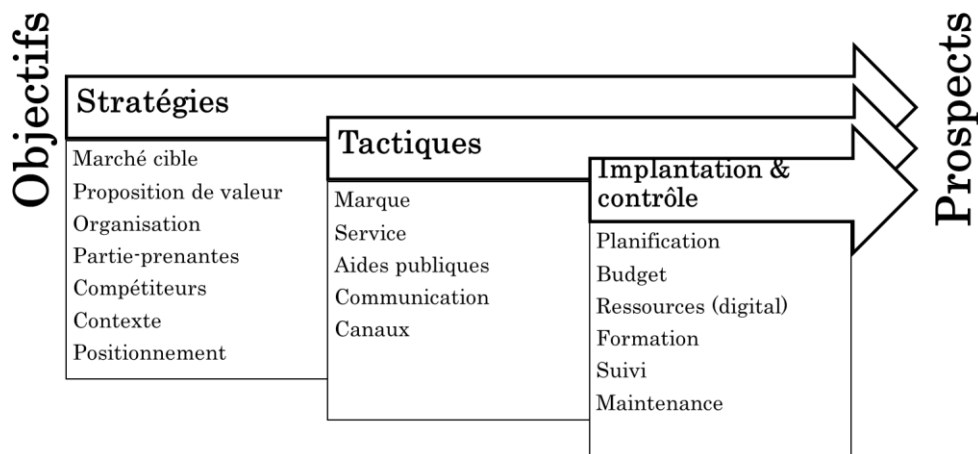 Objectifs
Stratégies
Marché cible
Proposition de valeur
Organisation
Partie-prenantes
Compétiteurs
Contexte
Positionnement
Tactiques
Marque
Service
Aides publiques
Communication
Canaux
Implantation &
contrôle
Planification
Budget
Ressources (digital)
Formation
Suivi
Maintenance
Prospects